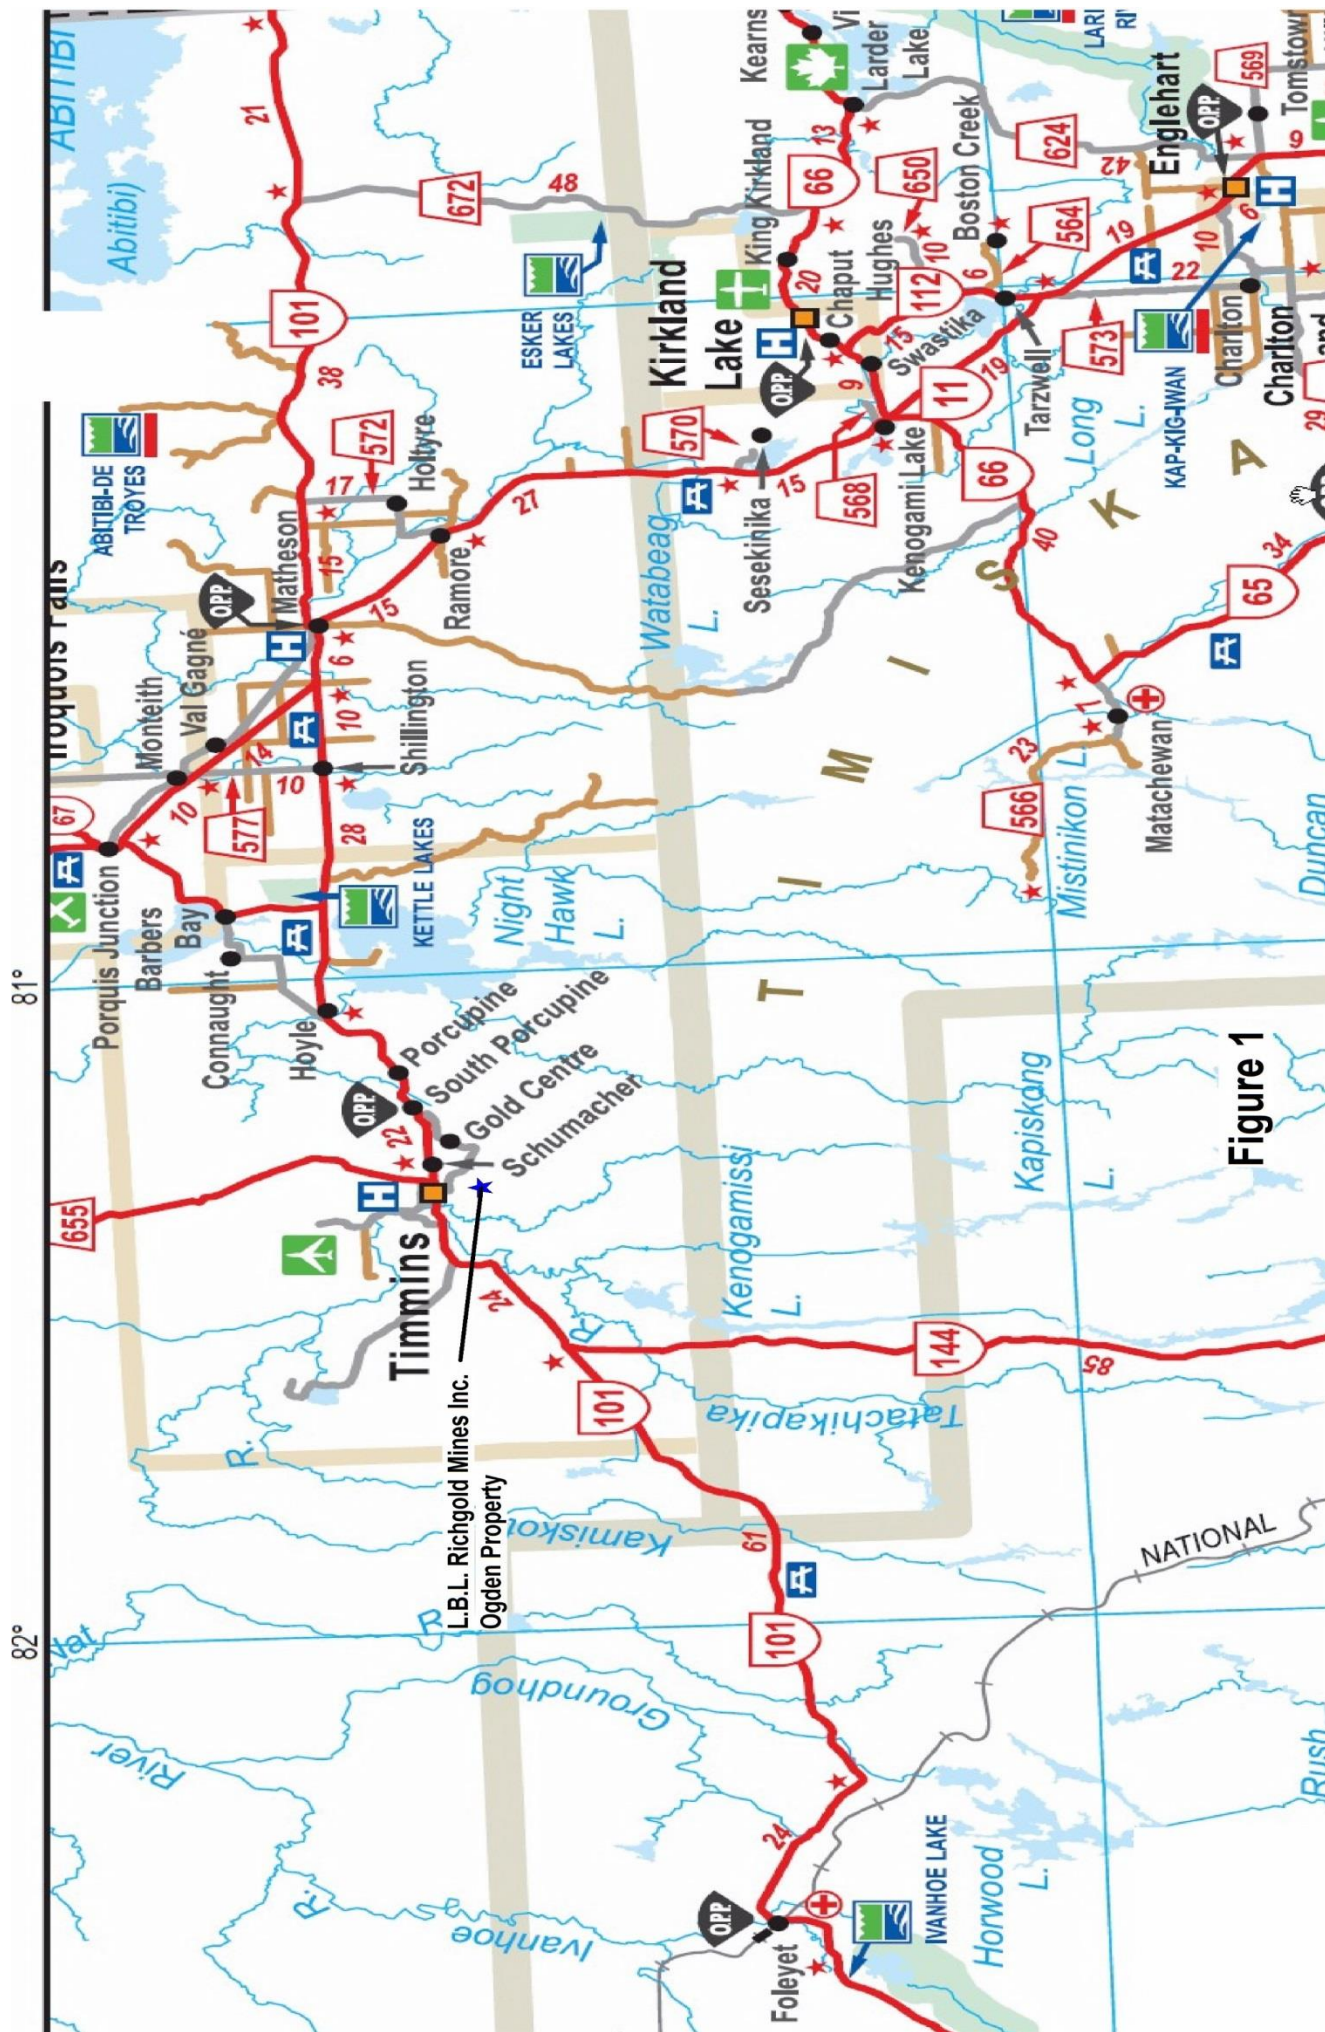 82°
81°
ABITIBI
Abitibi)
21
101
38
672
48
ESKER
LAKES
ABITIBI-DE
TROYES
572
17
Holtyre
Matheson
O.P.P.
H
15
15
Ramore
27
6
10
Shillington
Val Gagné
Monteith
14
10
577
10
28
67
Porquis Junction
Barbers
Bay
Connaught
Hoyle
KETTLE LAKES
Night
Hawk
L.
Porcupine
South Porcupine
Gold Centre
Schumacher
O.P.P.
22
H
655
Timmins
24
L.B.L. Richgold Mines Inc.
Ogden Property
101
R.
R.
144
85
Tatachikapika
61
101
R.
Groundhog
River
R.
Ivanhoe
24
O.P.P.
Foleyet
IVANHOE LAKE
Horwood
L.
NATIONAL
Rush
Kenogamissi
L.
Kapiskong
L.
Figure 1
T I M I S K A
Watabeag
L.
Kearns
Larder
Lake
13
King Kirkland
66
Kirkland
Lake
20
H
O.P.P.
Chaput
Hughes
650
10
112
15
Swastika
9
570
Sesekinika
15
568
Kenogami Lake
11
19
66
40
Boston Creek
6
564
624
42
Tarzwell
19
573
22
Long
L.
KAP-KIG-IWAN
Charlton
Charlton
10
6
H
Englehart
O.P.P.
569
Tomstown
29
65
34
1
23
566
Matachewan
Mistinikon L.
Duncan